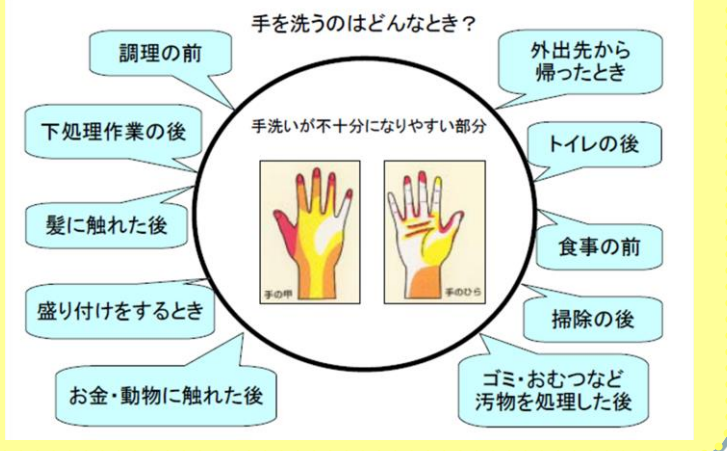 手を洗うのはどんなとき?
調理の前
下処理作業の後
髪に触れた後
盛り付けをするとき
お金・動物に触れた後
手洗いが不十分になりやすい部分
手の甲
手のひら
外出先から
帰ったとき
トイレの後
食事の前
掃除の後
ゴミ・おむつなど
汚物を処理した後